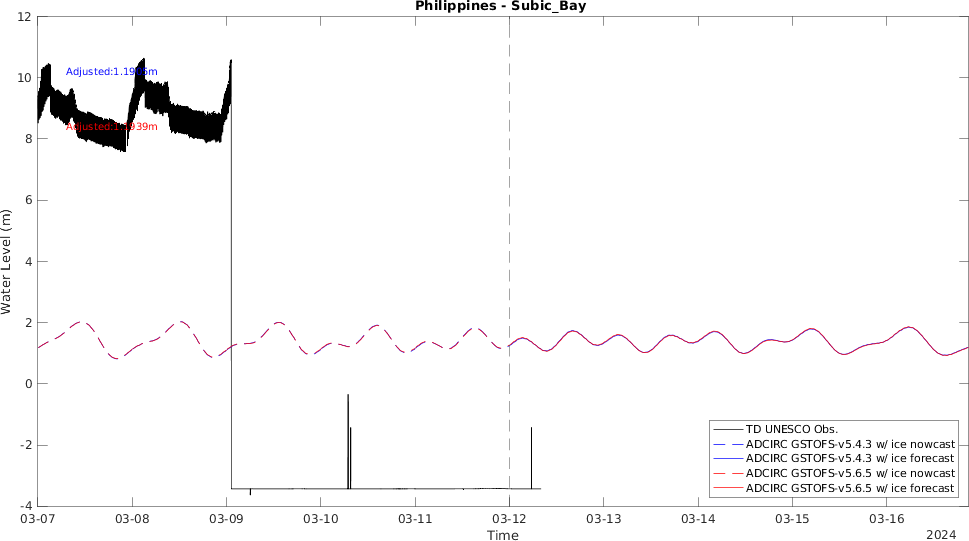 Philippines - Subic_Bay
12
10
8
6
4
2
0
-2
-4
Water Level (m)
03-07 03-08 03-09 03-10 03-11 03-12 03-13 03-14 03-15 03-16
Time
2024
TD UNESCO Obs.
ADCIRC GSTOFS-v5.4.3 w/ ice nowcast
ADCIRC GSTOFS-v5.4.3 w/ ice forecast
ADCIRC GSTOFS-v5.6.5 w/ ice nowcast
ADCIRC GSTOFS-v5.6.5 w/ ice forecast